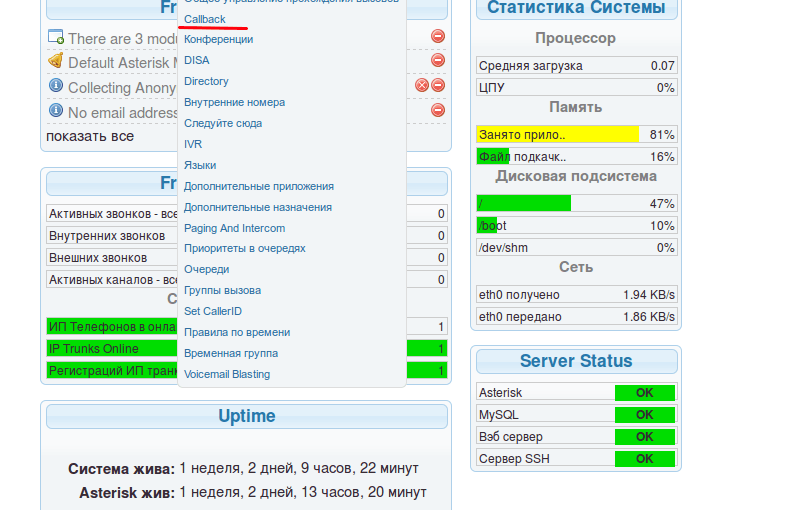 Fr
There are 3 modu
Default Asterisk M
Collecting Anony
No email address
показать все
Общее управление прохождения вызовов
Callback
Конференции
DISA
Directory
Внутренние номера
Следуйте сюда
IVR
Языки
Дополнительные приложения
Дополнительные назначения
Paging And Intercom
Приоритеты в очередях
Очереди
Группы вызова
Set CallerID
Правила по времени
Временная группа
Voicemail Blasting
Fr
Активных звонков - все 0
Внутренних звонков 0
Внешних звонков 0
Активных каналов - все 0
С
ИП Телефонов в онла 1
IP Trunks Online 1
Регистраций ИП транк 1
Uptime
Система жива: 1 неделя, 2 дней, 9 часов, 22 минут
Asterisk жив: 1 неделя, 2 дней, 13 часов, 20 минут
Статистика Системы
Процессор
Средняя загрузка 0.07
ЦПУ 0%
Память
Занято прило.. 81%
Файл подкачк.. 16%
Дисковая подсистема
/ 47%
/boot 10%
/dev/shm 0%
Сеть
eth0 получено 1.94 KB/s
eth0 передано 1.86 KB/s
Server Status
Asterisk OK
MySQL OK
Вэб сервер OK
Сервер SSH OK